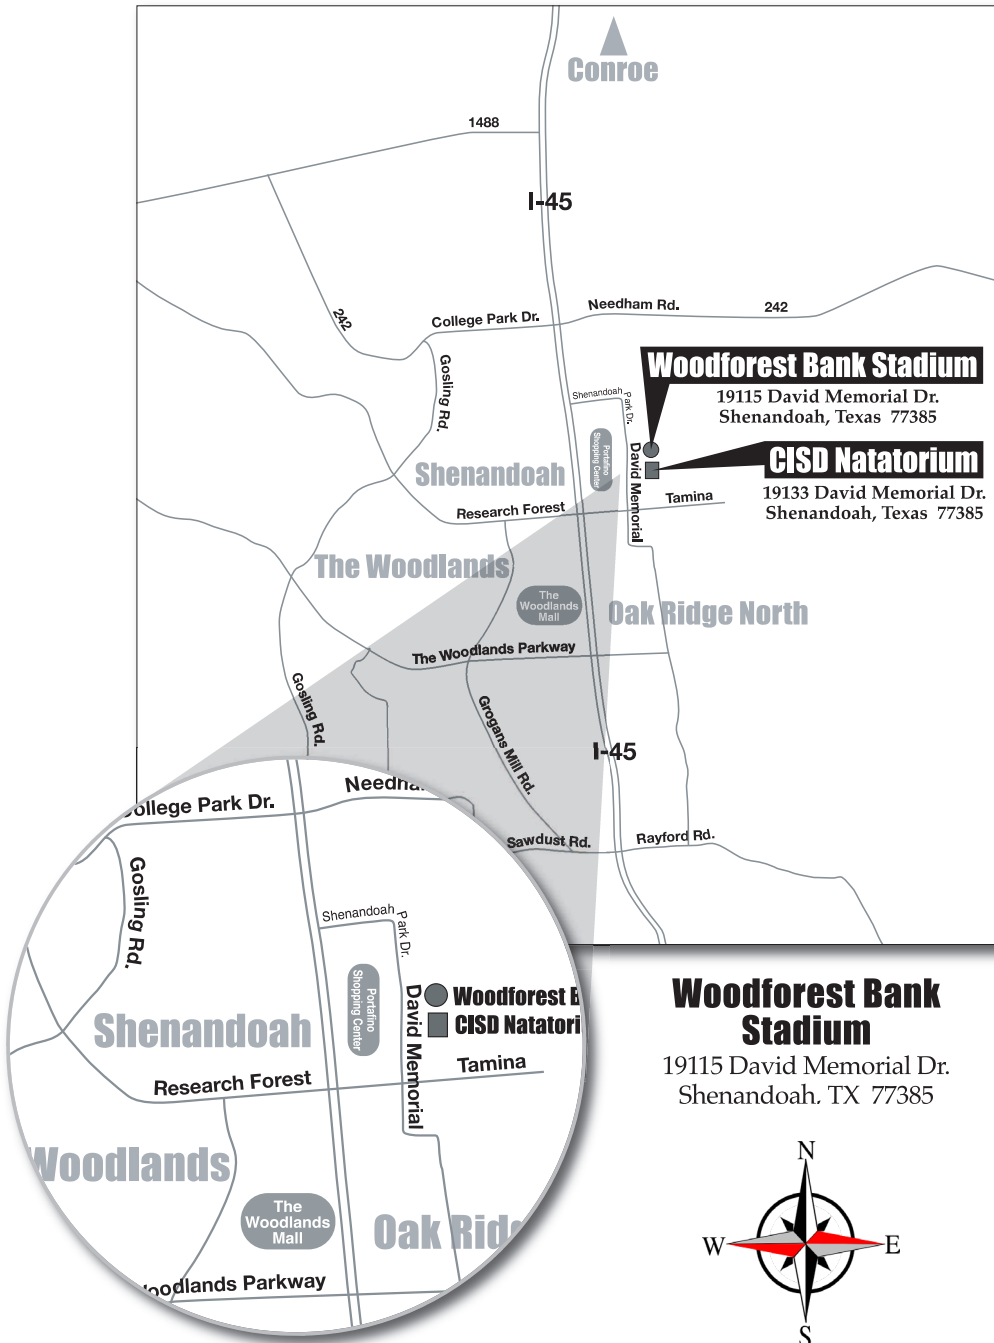 Conroe
1488
I-45
242
College Park Dr.
Needham Rd.
242
Gosling Rd.
Woodforest Bank Stadium
19115 David Memorial Dr.
Shenandoah, Texas 77385
Shenandoah
Park Dr.
Portafino
Shopping Center
David Memorial
CISD Natatorium
19133 David Memorial Dr.
Shenandoah, Texas 77385
Shenandoah
Research Forest
Tamina
The Woodlands
The
Woodlands
Mall
Oak Ridge North
The Woodlands Parkway
Gosling Rd.
Grogans Mill Rd.
I-45
Sawdust Rd.
Rayford Rd.
College Park Dr.
Needha
Gosling Rd.
Shenandoah
Park Dr.
Portafino
Shopping Center
David Memorial
Woodforest B
CISD Natatori
Shenandoah
Research Forest
Tamina
Woodlands
The
Woodlands
Mall
Oak Ridg
Woodlands Parkway
Woodforest Bank
Stadium
19115 David Memorial Dr.
Shenandoah, TX 77385
N
W
E
S